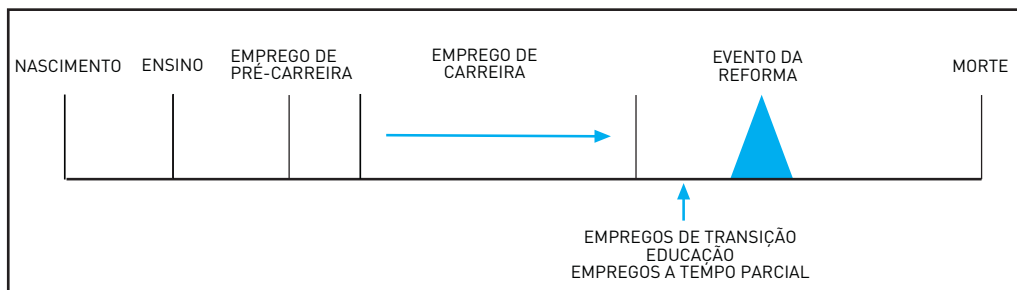 NASCIMENTO
ENSINO
EMPREGO DE
PRÉ-CARREIRA
EMPREGO DE
CARREIRA
EVENTO DA
REFORMA
MORTE
EMPREGOS DE TRANSIÇÃO
EDUCAÇÃO
EMPREGOS A TEMPO PARCIAL